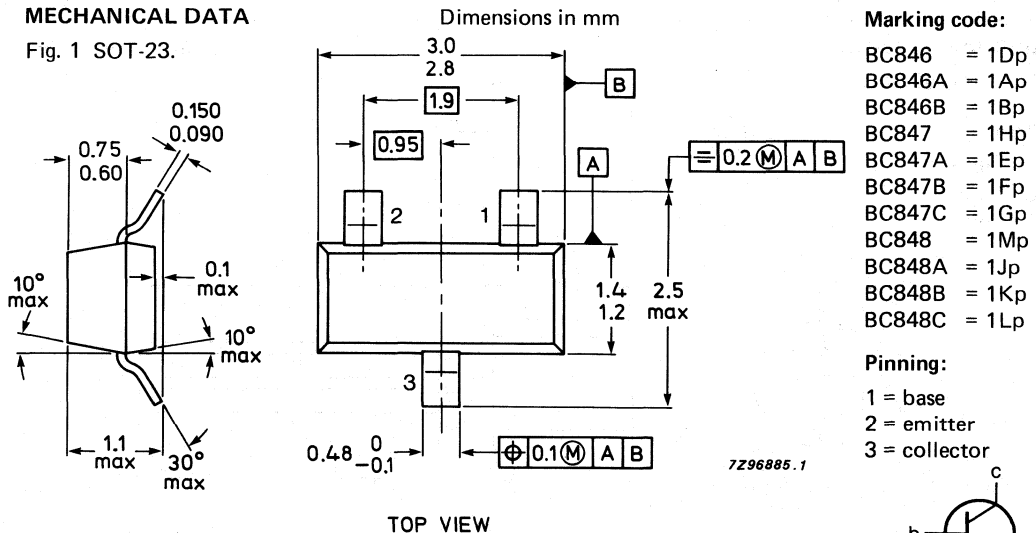 MECHANICAL DATA
Fig. 1 SOT-23.
Dimensions in mm
3.0
2.8
B
1.9
0.95
A
0.2 M A B
0.150
0.090
0.75
0.60
2
1
0.1
max
10°
max
10°
max
1.4
1.2
2.5
max
3
1.1
max
30°
max
0.48 0
-0.1
0.1 M A B
7Z96885.1
TOP VIEW
Marking code:
BC846 = 1Dp
BC846A = 1Ap
BC846B = 1Bp
BC847 = 1Hp
BC847A = 1Ep
BC847B = 1Fp
BC847C = 1Gp
BC848 = 1Mp
BC848A = 1Jp
BC848B = 1Kp
BC848C = 1Lp
Pinning:
1 = base
2 = emitter
3 = collector
c
b